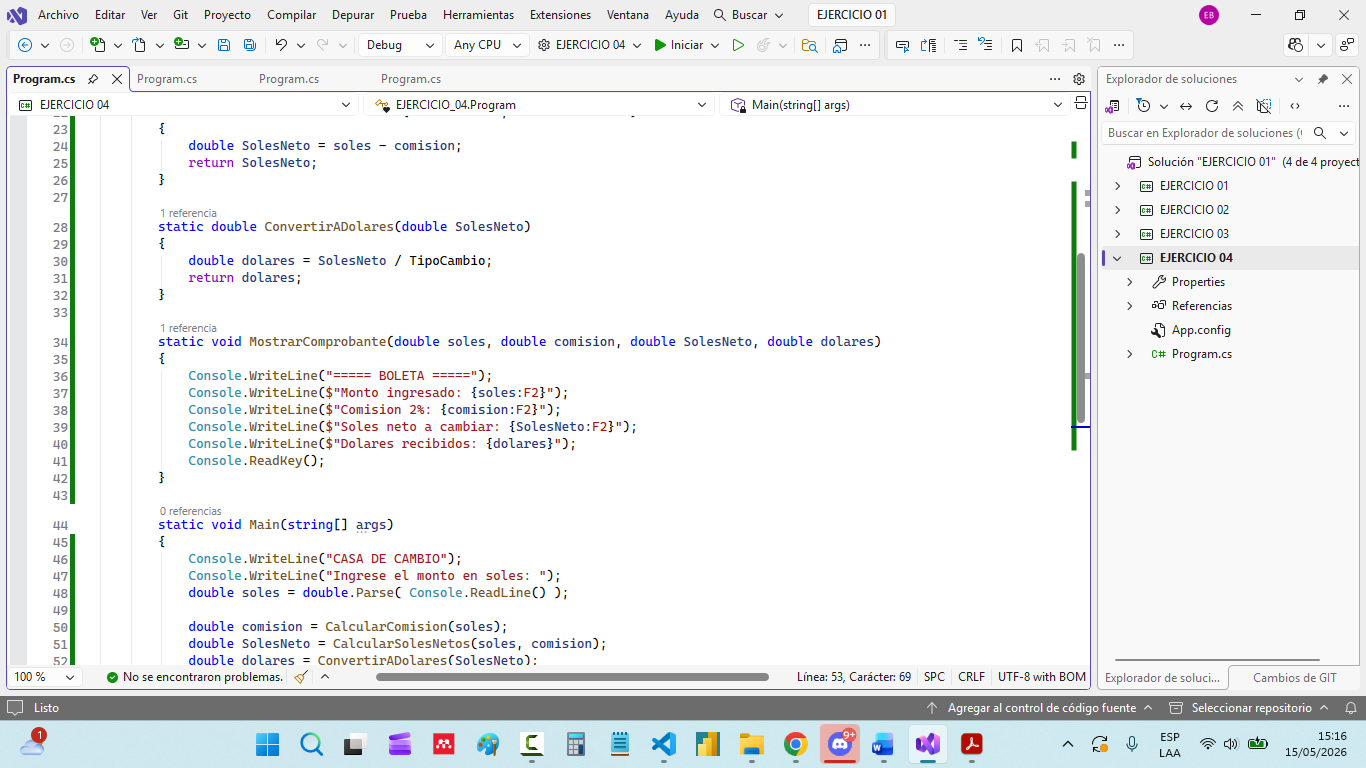 Archivo Editar Ver Git Proyecto Compilar Depurar Prueba Herramientas Extensiones Ventana Ayuda Buscar EJERCICIO 01 EB
Debug Any CPU EJERCICIO 04 Iniciar
Program.cs Program.cs Program.cs Program.cs
EJERCICIO 04 EJERCICIO_04.Program Main(string[] args)
23 {
24 double SolesNeto = soles - comision;
25 return SolesNeto;
26 }
27
1 referencia
28 static double ConvertirADolares(double SolesNeto)
29 {
30 double dolares = SolesNeto / TipoCambio;
31 return dolares;
32 }
33
1 referencia
34 static void MostrarComprobante(double soles, double comision, double SolesNeto, double dolares)
35 {
36 Console.WriteLine("===== BOLETA =====");
37 Console.WriteLine($"Monto ingresado: {soles:F2}");
38 Console.WriteLine($"Comision 2%: {comision:F2}");
39 Console.WriteLine($"Soles neto a cambiar: {SolesNeto:F2}");
40 Console.WriteLine($"Dolares recibidos: {dolares}");
41 Console.ReadKey();
42 }
43
0 referencias
44 static void Main(string[] args)
45 {
46 Console.WriteLine("CASA DE CAMBIO");
47 Console.WriteLine("Ingrese el monto en soles: ");
48 double soles = double.Parse( Console.ReadLine() );
49
50 double comision = CalcularComision(soles);
51 double SolesNeto = CalcularSolesNetos(soles, comision);
52 double dolares = ConvertirADolares(SolesNeto);
100 % No se encontraron problemas. Línea: 53, Carácter: 69 SPC CRLF UTF-8 with BOM
Explorador de soluciones
Buscar en Explorador de soluciones (
Solución "EJERCICIO 01" (4 de 4 proyect
EJERCICIO 01
EJERCICIO 02
EJERCICIO 03
EJERCICIO 04
Properties
Referencias
App.config
C# Program.cs
Explorador de soluci... Cambios de GIT
Listo Agregar al control de código fuente Seleccionar repositorio
1 9+ ESP LAA 15:16 15/05/2026